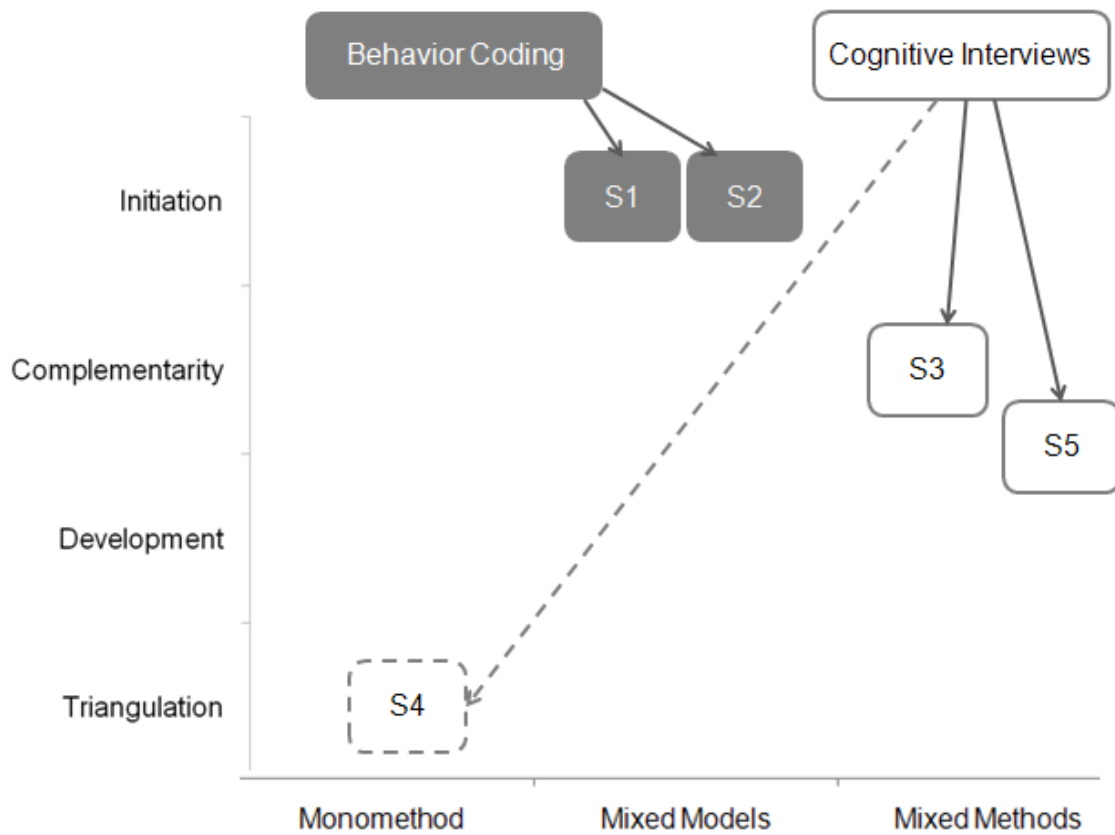 Behavior Coding
Cognitive Interviews
Initiation
S1
S2
Complementarity
S3
S5
Development
Triangulation
S4
Monomethod
Mixed Models
Mixed Methods